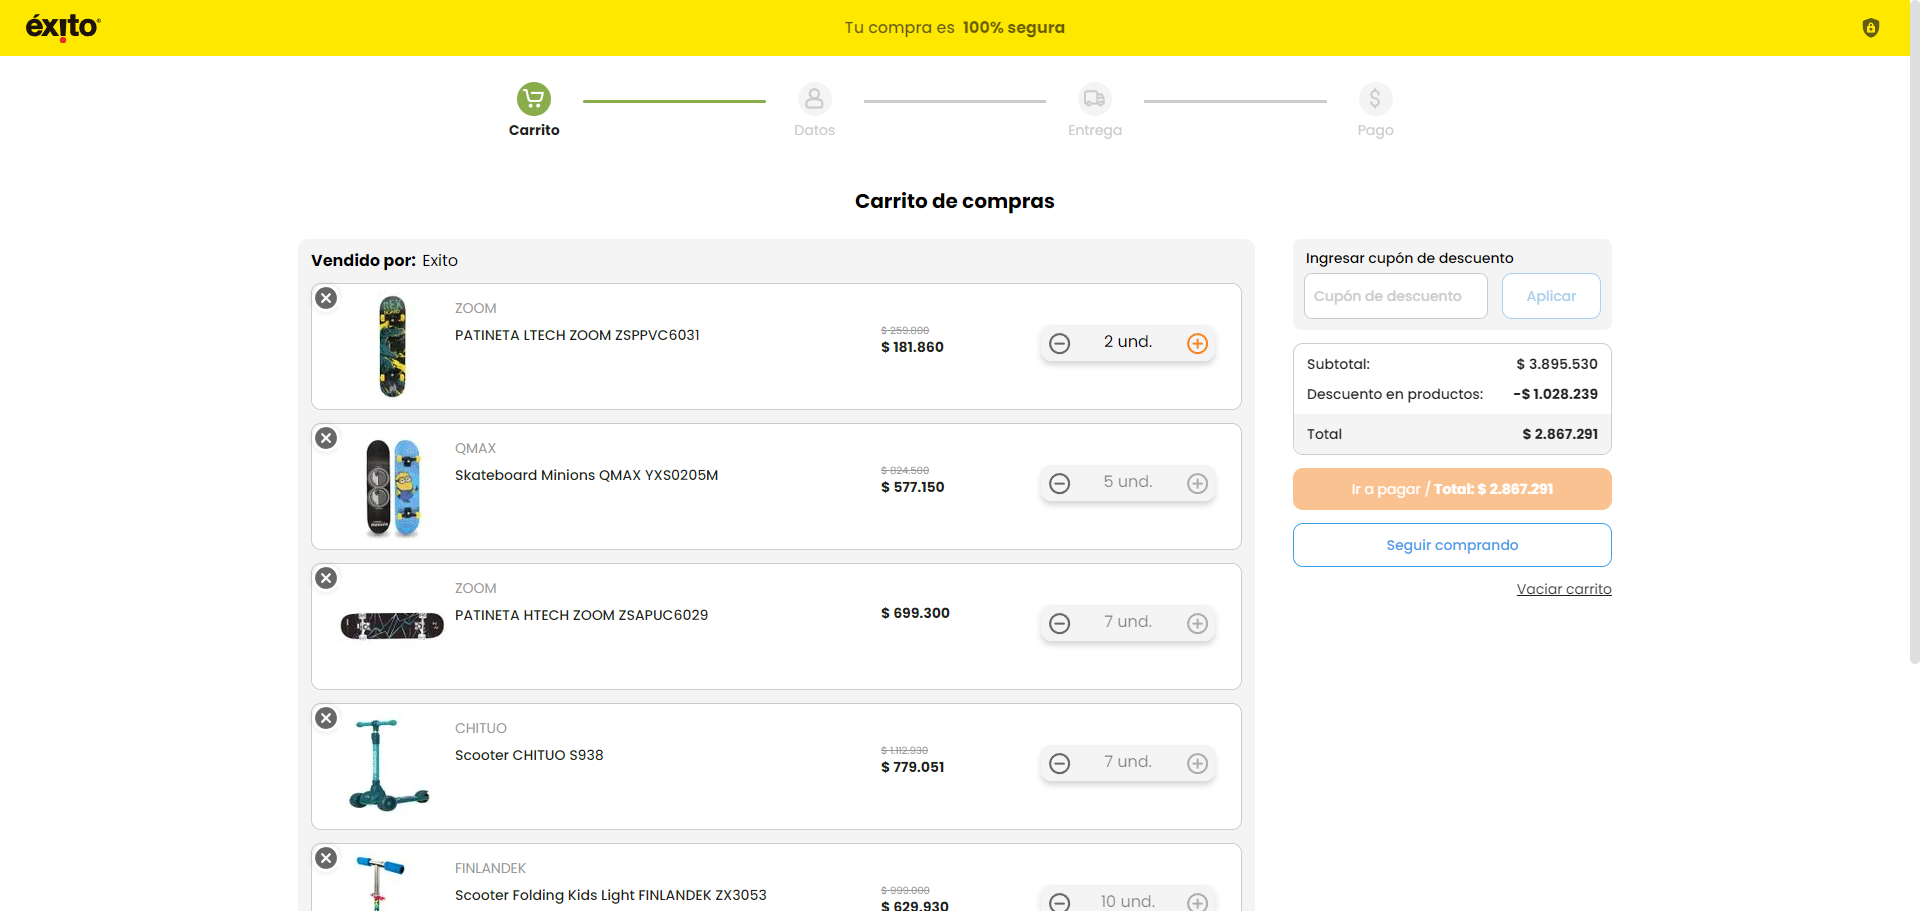 éxito
Tu compra es 100% segura
Carrito
Datos
Entrega
Pago
Carrito de compras
Vendido por: Exito
ZOOM
PATINETA LTECH ZOOM ZSPPVC6031
$ 259.800
$ 181.860
2 und.
QMAX
Skateboard Minions QMAX YXS0205M
$ 824.500
$ 577.150
5 und.
ZOOM
PATINETA HTECH ZOOM ZSAPUC6029
$ 699.300
7 und.
CHITUO
Scooter CHITUO S938
$ 1.112.930
$ 779.051
7 und.
FINLANDEK
Scooter Folding Kids Light FINLANDEK ZX3053
$ 999.000
$ 629.930
10 und.
Ingresar cupón de descuento
Cupón de descuento
Aplicar
Subtotal: $ 3.895.530
Descuento en productos: -$ 1.028.239
Total $ 2.867.291
Ir a pagar / Total: $ 2.867.291
Seguir comprando
Vaciar carrito